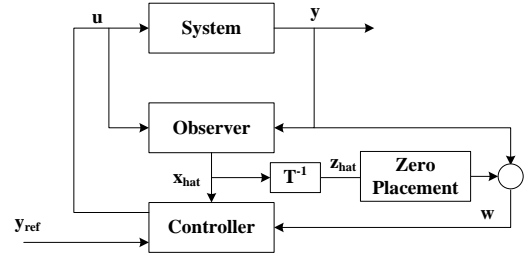 u
y
System
Observer
x_hat
T^-1
z_hat
Zero
Placement
y_ref
Controller
w